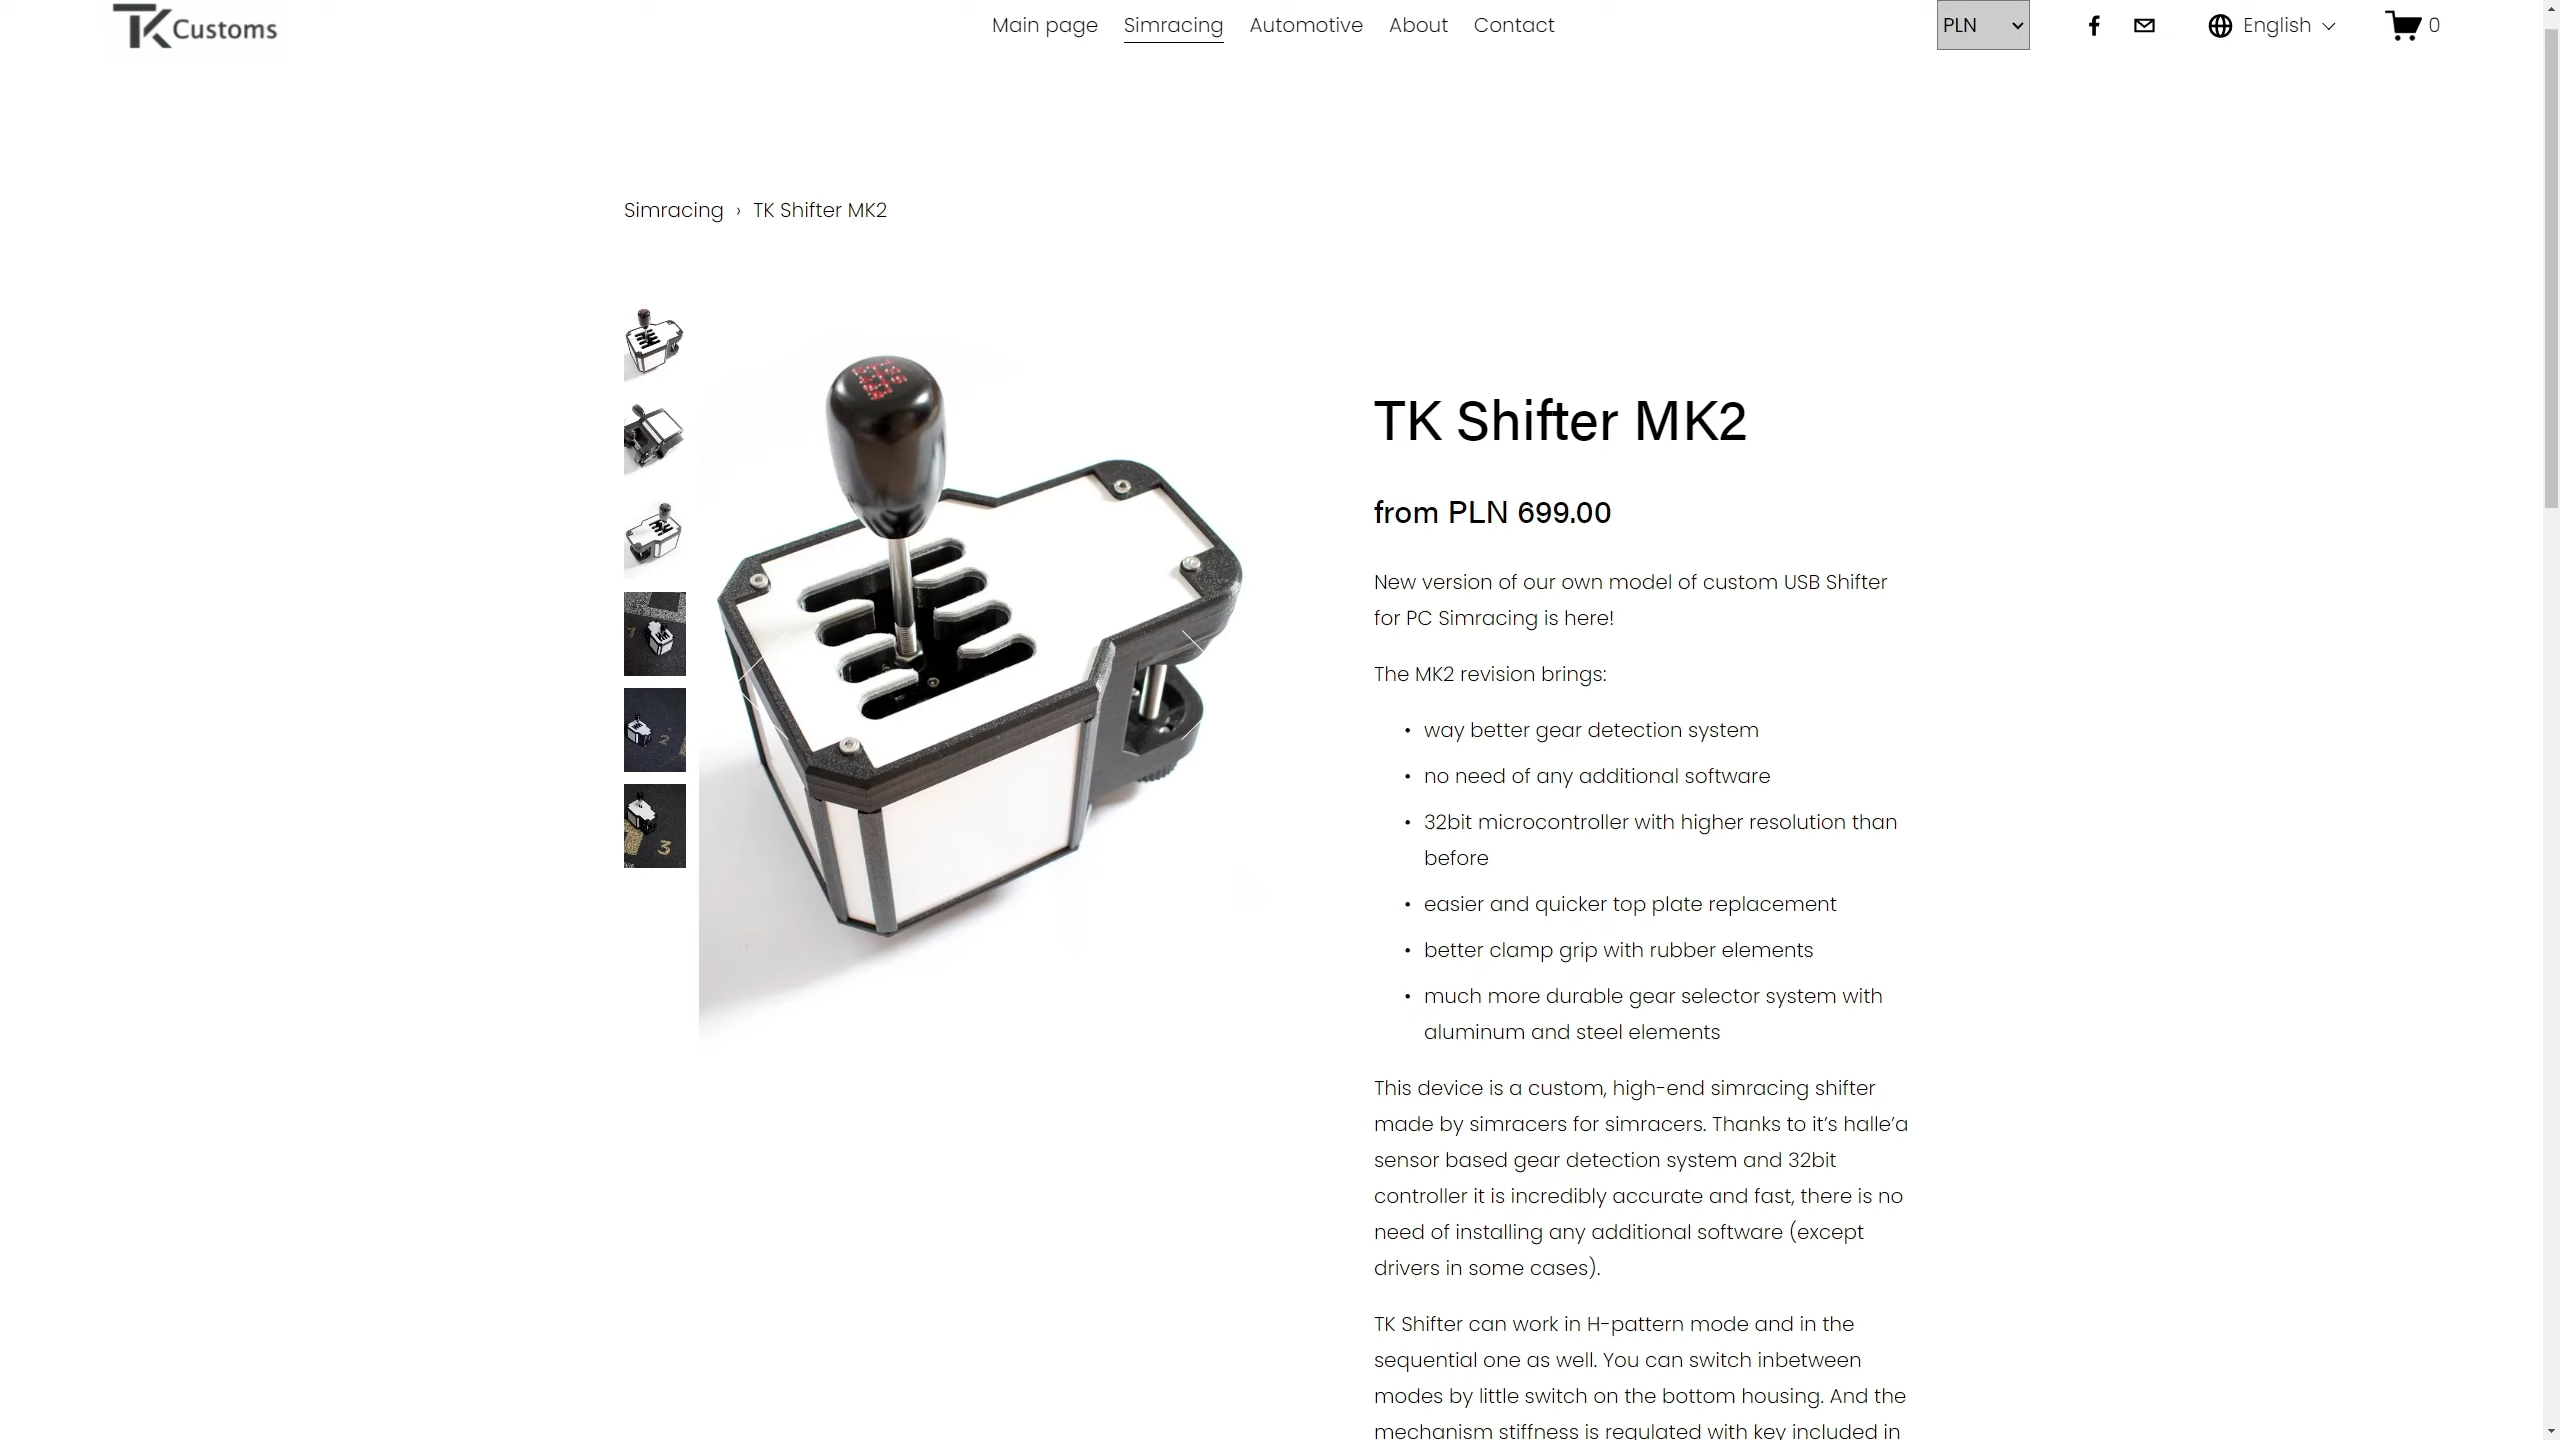 TK Customs
Main page
Simracing
Automotive
About
Contact
PLN
English
0
Simracing › TK Shifter MK2
TK Shifter MK2
from PLN 699.00
New version of our own model of custom USB Shifter
for PC Simracing is here!
The MK2 revision brings:
• way better gear detection system
• no need of any additional software
• 32bit microcontroller with higher resolution than
before
• easier and quicker top plate replacement
• better clamp grip with rubber elements
• much more durable gear selector system with
aluminum and steel elements
This device is a custom, high-end simracing shifter
made by simracers for simracers. Thanks to it’s halle’a
sensor based gear detection system and 32bit
controller it is incredibly accurate and fast, there is no
need of installing any additional software (except
drivers in some cases).
TK Shifter can work in H-pattern mode and in the
sequential one as well. You can switch inbetween
modes by little switch on the bottom housing. And the
mechanism stiffness is regulated with key included in
1
2
3